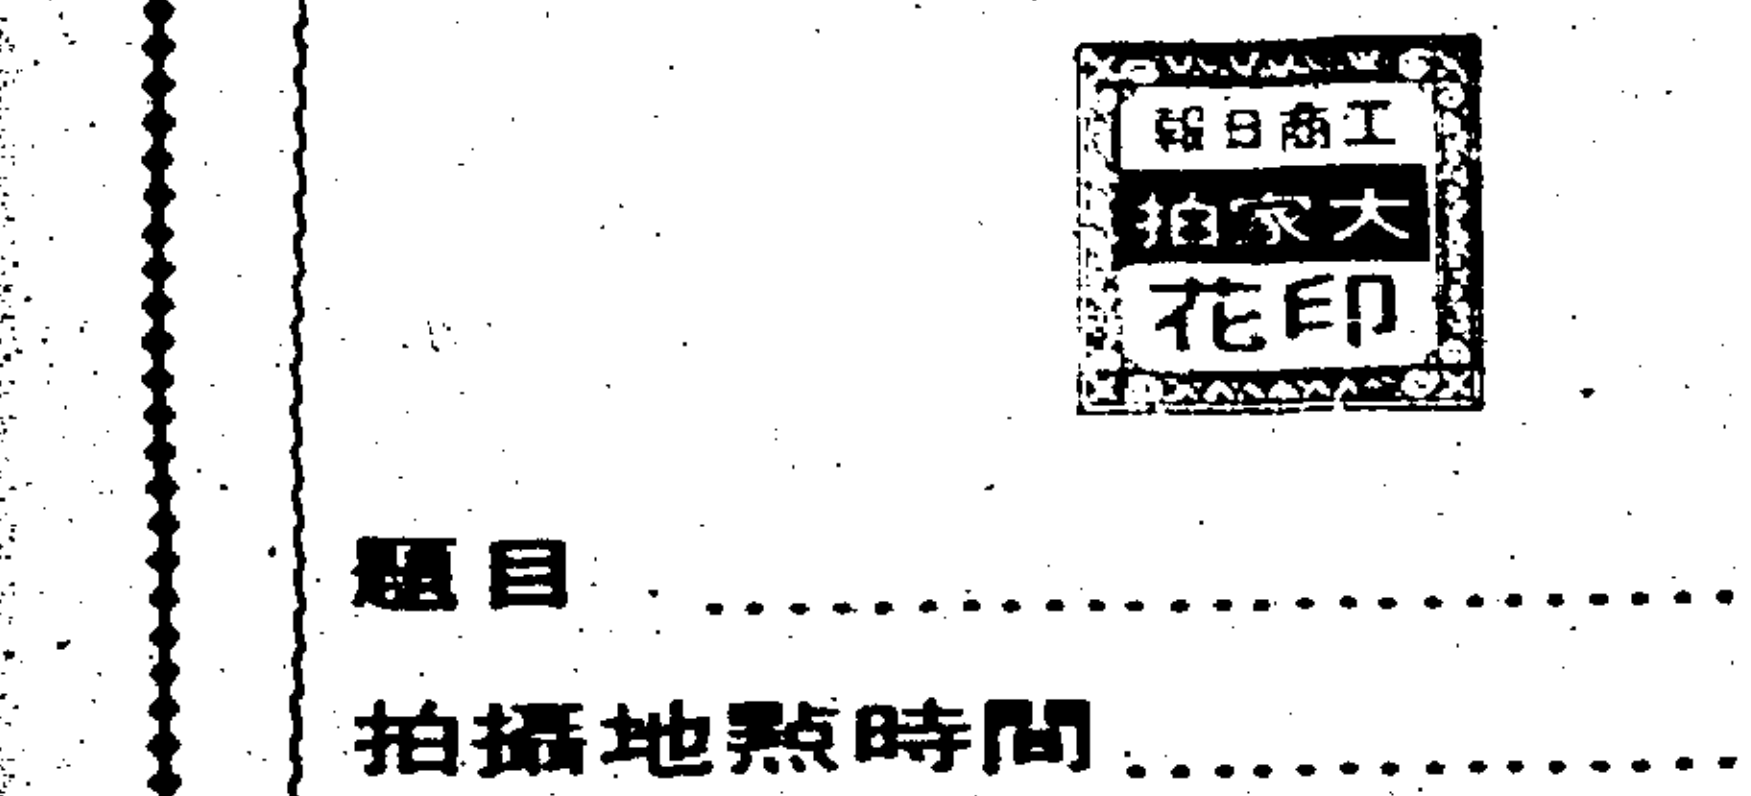 工商日報
大家拍
印花
題目
拍攝地點時間